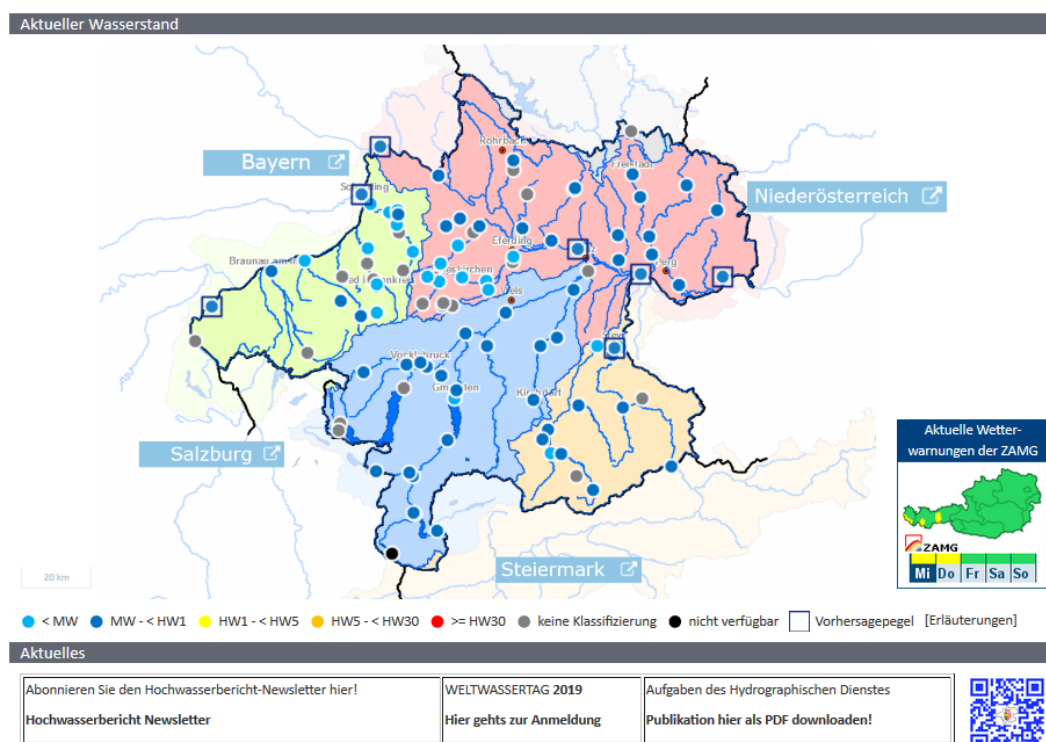 Aktueller Wasserstand
Rohrbach
Bayern
Freistadt
Niederösterreich
Eferding
Braunau am
Perg
Wels
Vöcklabruck
Gmunden
Kirchdorf
Salzburg
Aktuelle Wetter-
warnungen der ZAMG
ZAMG
Mi Do Fr Sa So
Steiermark
20 km
< MW MW - < HW1 HW1 - < HW5 HW5 - < HW30 >= HW30 keine Klassifizierung nicht verfügbar Vorhersagepegel [Erläuterungen]
Aktuelles
Abonnieren Sie den Hochwasserbericht-Newsletter hier! WELTWASSERTAG 2019 Aufgaben des Hydrographischen Dienstes
Hochwasserbericht Newsletter Hier gehts zur Anmeldung Publikation hier als PDF downloaden!